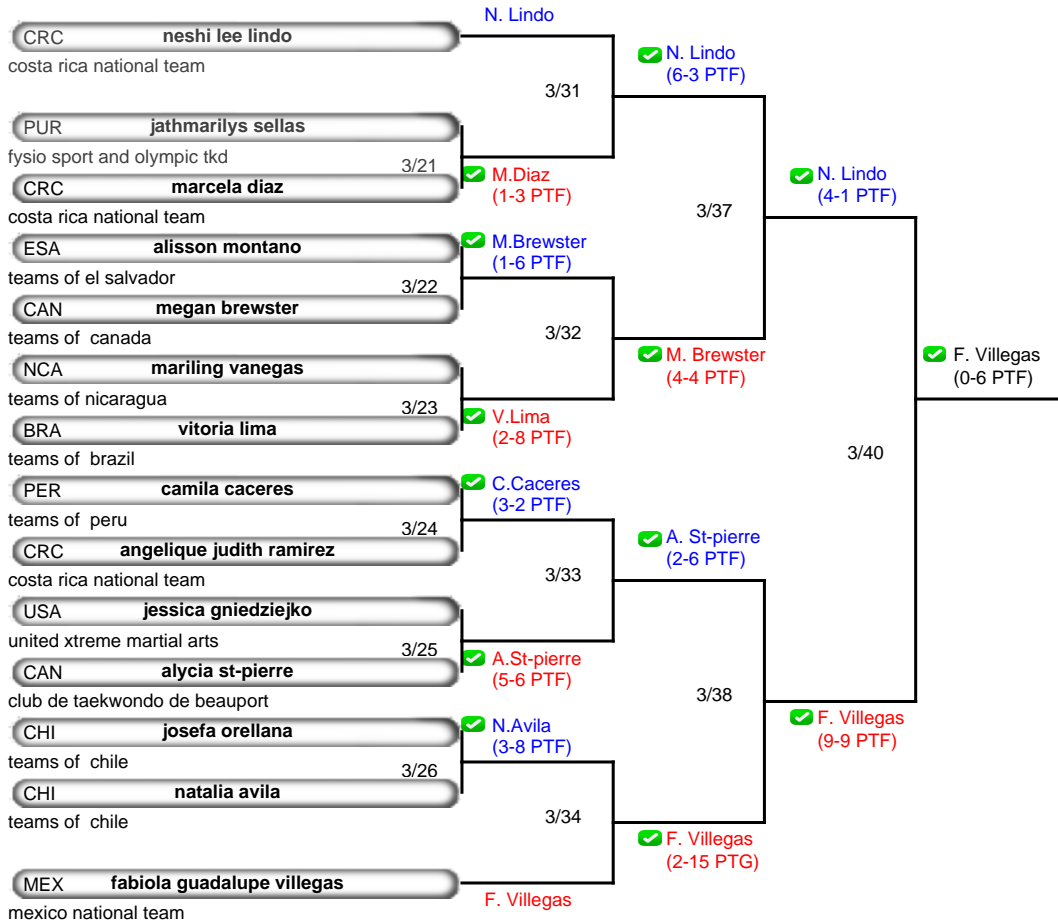 N. Lindo
CRC neshi lee lindo
costa rica national team
N. Lindo
(6-3 PTF)
3/31
PUR jathmarilys sellas
fysio sport and olympic tkd
3/21
CRC marcela diaz
costa rica national team
M.Diaz
(1-3 PTF)
N. Lindo
(4-1 PTF)
3/37
ESA alisson montano
teams of el salvador
M.Brewster
(1-6 PTF)
3/22
CAN megan brewster
teams of  canada
3/32
NCA mariling vanegas
teams of nicaragua
M. Brewster
(4-4 PTF)
F. Villegas
(0-6 PTF)
3/23
BRA vitoria lima
teams of  brazil
V.Lima
(2-8 PTF)
3/40
PER camila caceres
teams of  peru
C.Caceres
(3-2 PTF)
3/24
CRC angelique judith ramirez
costa rica national team
A. St-pierre
(2-6 PTF)
3/33
USA jessica gniedziejko
united xtreme martial arts
3/25
CAN alycia st-pierre
club de taekwondo de beauport
A.St-pierre
(5-6 PTF)
3/38
CHI josefa orellana
teams of  chile
N.Avila
(3-8 PTF)
F. Villegas
(9-9 PTF)
3/26
CHI natalia avila
teams of  chile
3/34
F. Villegas
(2-15 PTG)
MEX fabiola guadalupe villegas
mexico national team
F. Villegas